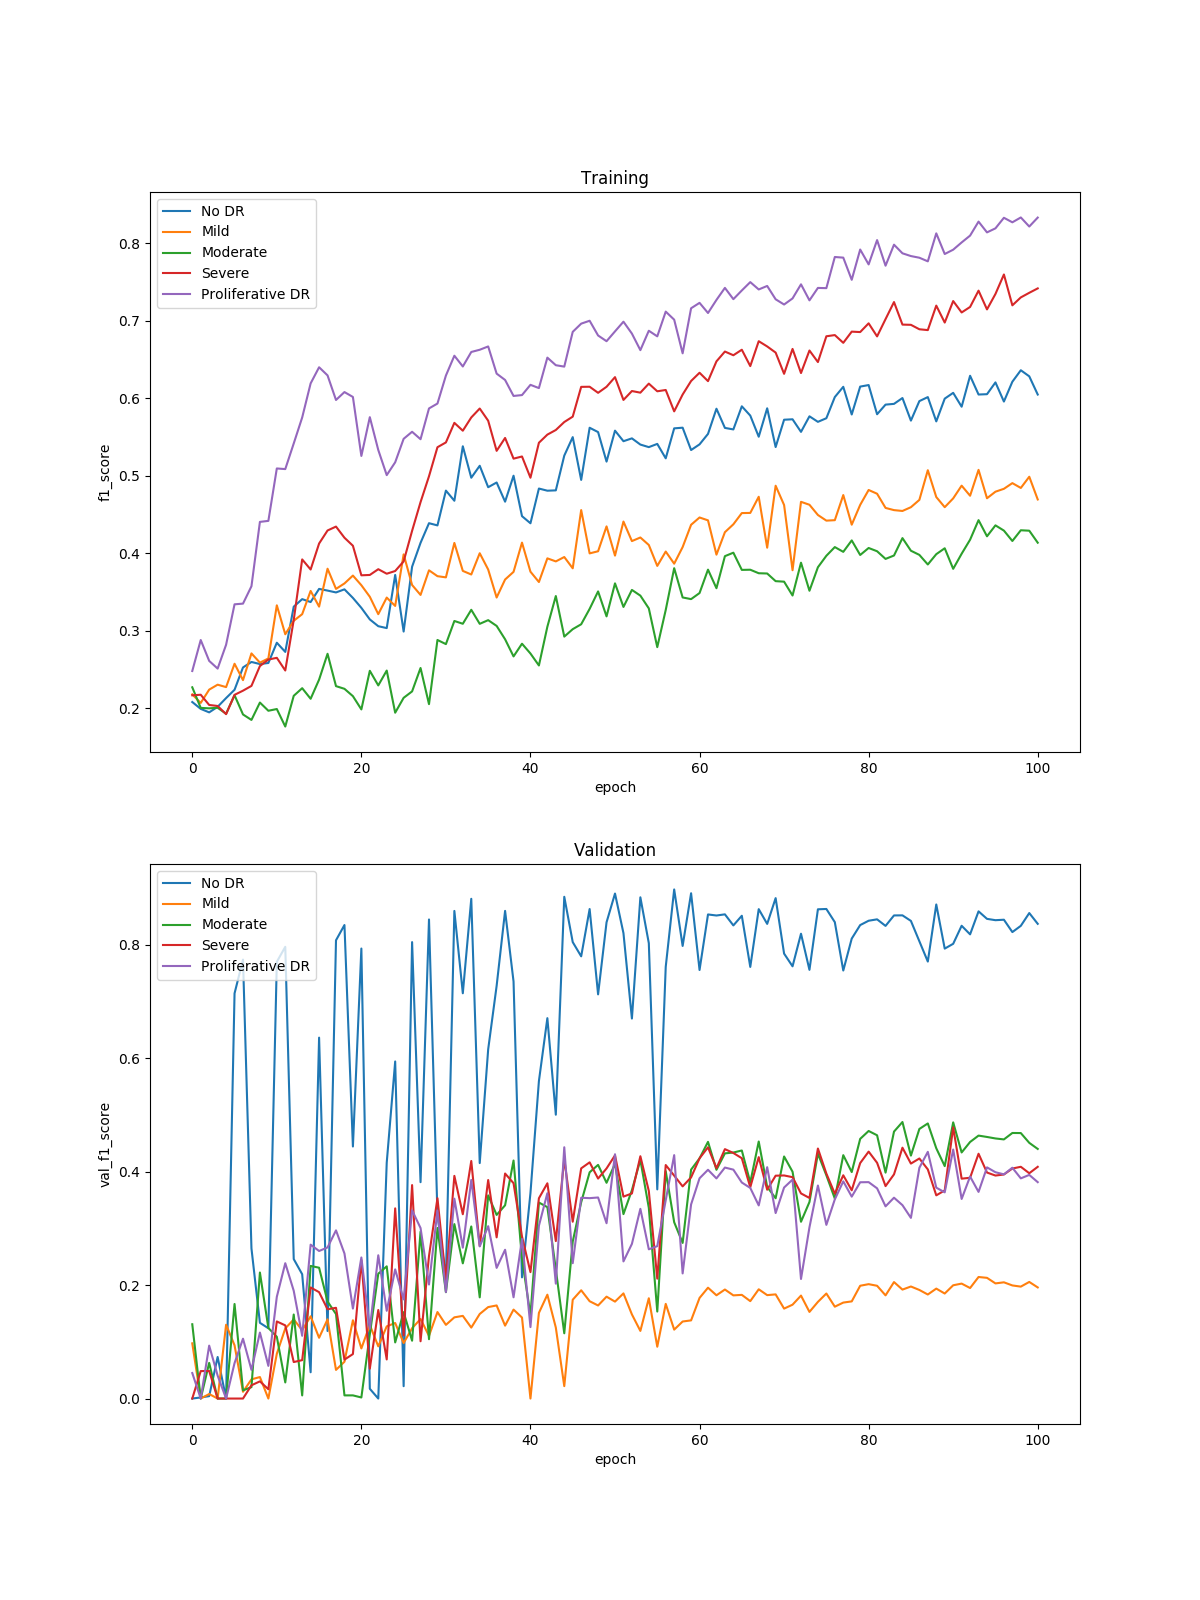 Training
No DR
Mild
Moderate
Severe
Proliferative DR
0.8
0.7
0.6
0.5
0.4
0.3
0.2
f1_score
0 20 40 60 80 100
epoch
Validation
No DR
Mild
Moderate
Severe
Proliferative DR
0.8
0.6
0.4
0.2
0.0
val_f1_score
0 20 40 60 80 100
epoch